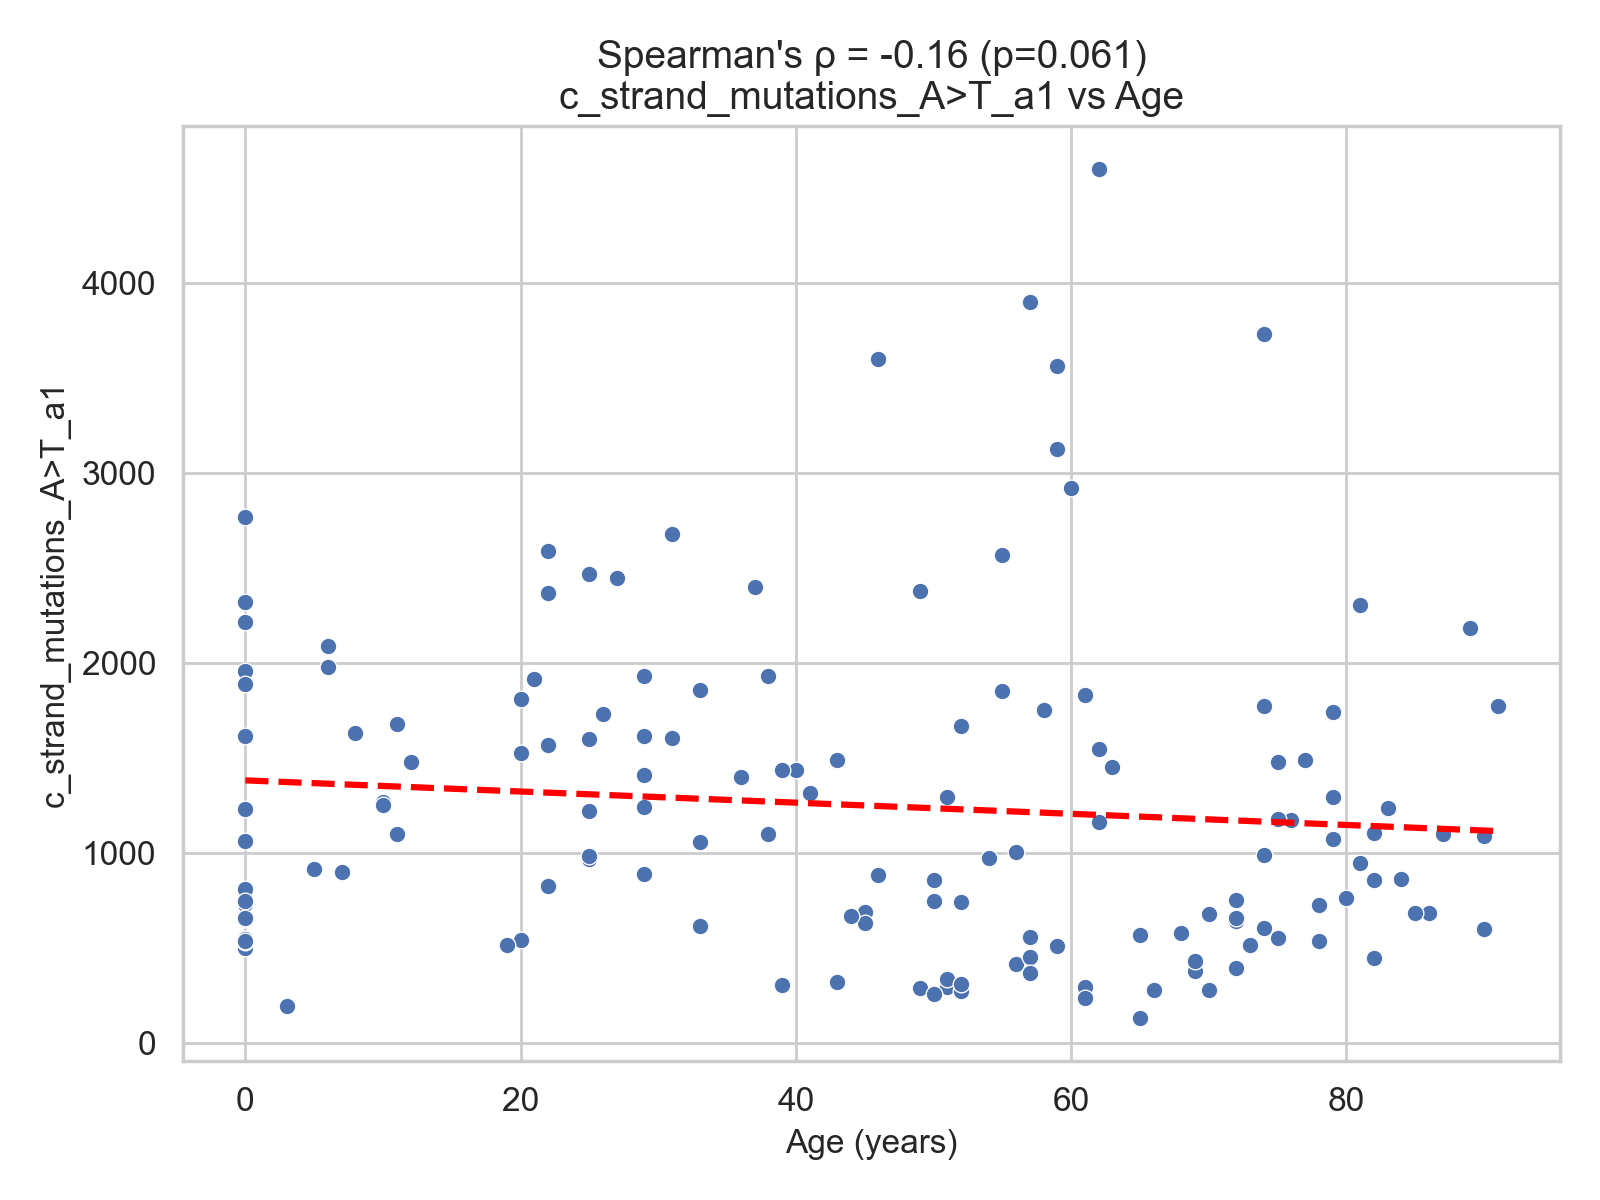 Spearman's ρ = -0.16 (p=0.061)
c_strand_mutations_A>T_a1 vs Age
c_strand_mutations_A>T_a1
4000
3000
2000
1000
0
0 20 40 60 80
Age (years)